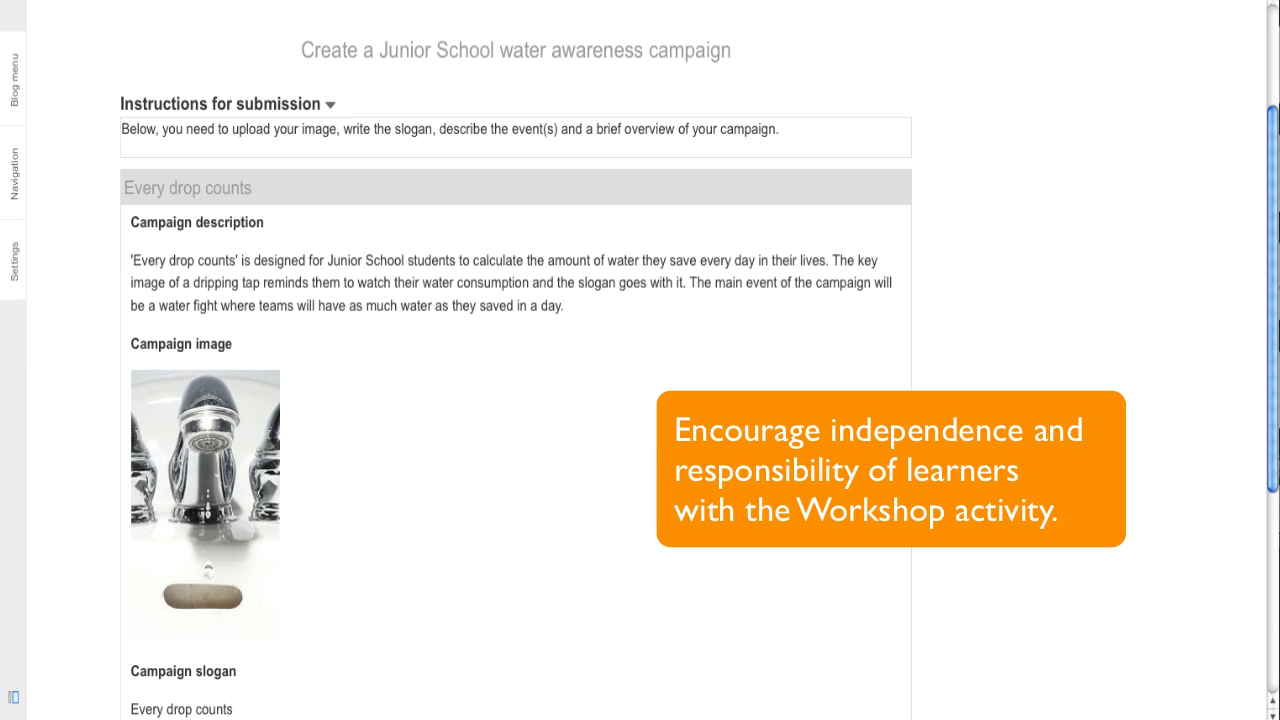 Create a Junior School water awareness campaign
Blog menu
Navigation
Settings
Instructions for submission
Below, you need to upload your image, write the slogan, describe the event(s) and a brief overview of your campaign.
Every drop counts
Campaign description
'Every drop counts' is designed for Junior School students to calculate the amount of water they save every day in their lives. The key
image of a dripping tap reminds them to watch their water consumption and the slogan goes with it. The main event of the campaign will
be a water fight where teams will have as much water as they saved in a day.
Campaign image
Encourage independence and
responsibility of learners
with the Workshop activity.
Campaign slogan
Every drop counts